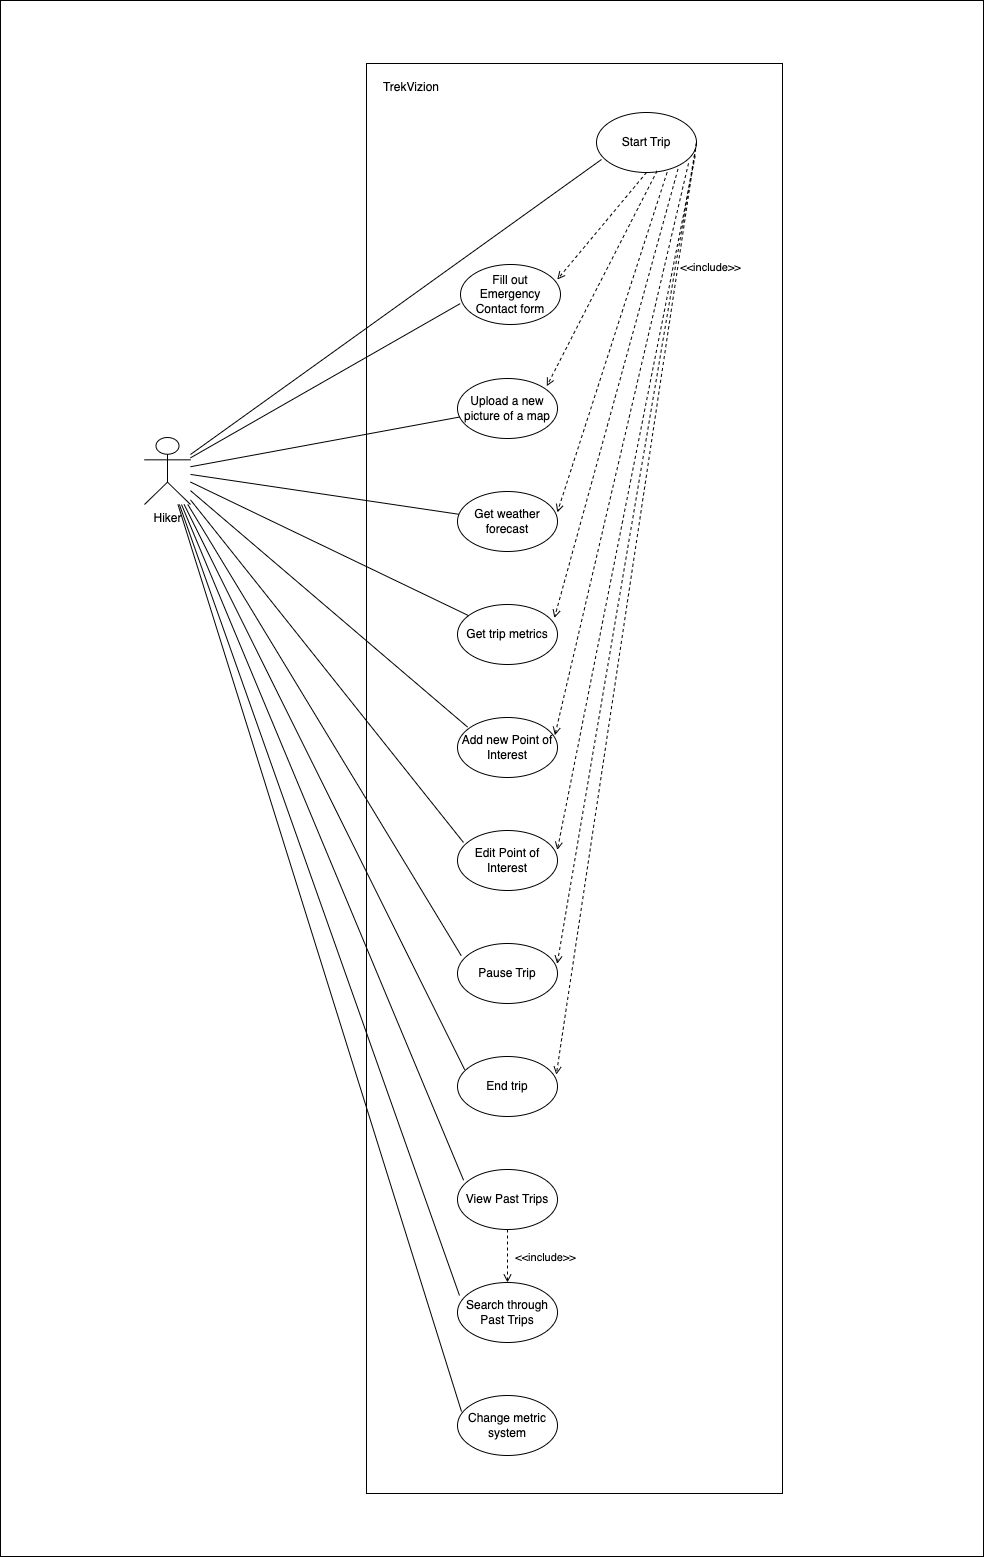 TrekVizion
Start Trip
<<include>>
Fill out
Emergency
Contact form
Upload a new
picture of a map
Hiker
Get weather
forecast
Get trip metrics
Add new Point of
Interest
Edit Point of
Interest
Pause Trip
End trip
View Past Trips
<<include>>
Search through
Past Trips
Change metric
system